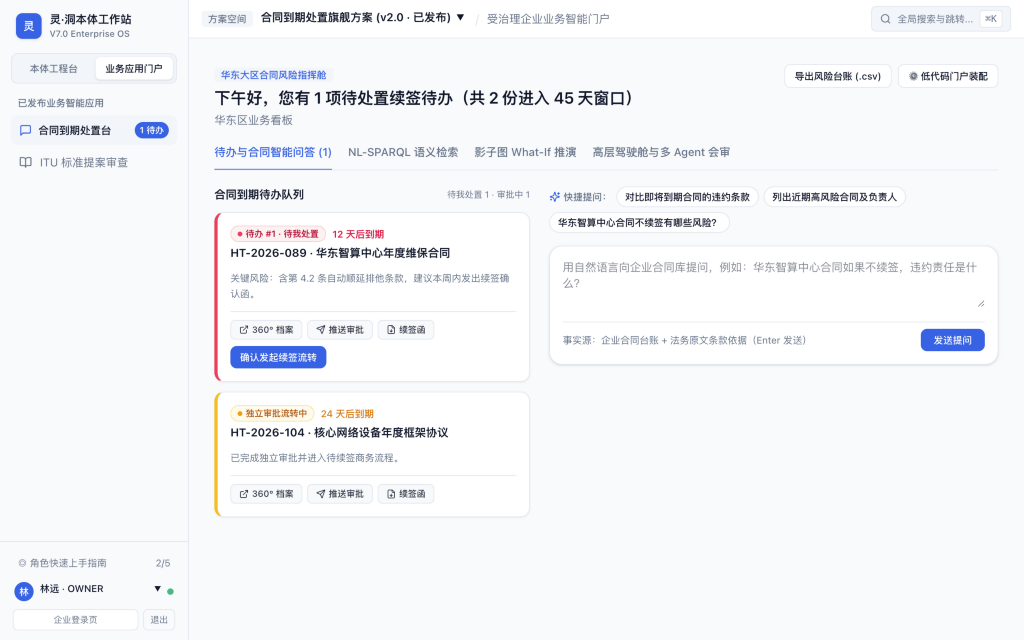 灵
灵·洞本体工作站
V7.0 Enterprise OS
本体工程台
业务应用门户
已发布业务智能应用
合同到期处置台
1 待办
ITU 标准提案审查
角色快速上手指南
2/5
林
林远 · OWNER
▼
企业登录页
退出
方案空间
合同到期处置旗舰方案 (v2.0 · 已发布) ▼
/ 受治理企业业务智能门户
全局搜索与跳转...
⌘K
华东大区合同风险指挥舱
下午好，您有 1 项待处置续签待办（共 2 份进入 45 天窗口）
华东区业务看板
导出风险台账 (.csv)
低代码门户装配
待办与合同智能问答 (1)
NL-SPARQL 语义检索
影子图 What-If 推演
高层驾驶舱与多 Agent 会审
合同到期待办队列
待我处置 1 · 审批中 1
待办 #1 · 待我处置
12 天后到期
HT-2026-089 · 华东智算中心年度维保合同
关键风险：含第 4.2 条自动顺延排他条款，建议本周内发出续签确
认函。
360° 档案
推送审批
续签函
确认发起续签流转
独立审批流转中
24 天后到期
HT-2026-104 · 核心网络设备年度框架协议
已完成独立审批并进入待续签商务流程。
360° 档案
推送审批
续签函
快捷提问：
对比即将到期合同的违约条款
列出近期高风险合同及负责人
华东智算中心合同不续签有哪些风险?
用自然语言向企业合同库提问，例如：华东智算中心合同如果不续签，违约责任是什
么?
事实源：企业合同台账 + 法务原文条款依据（Enter 发送）
发送提问